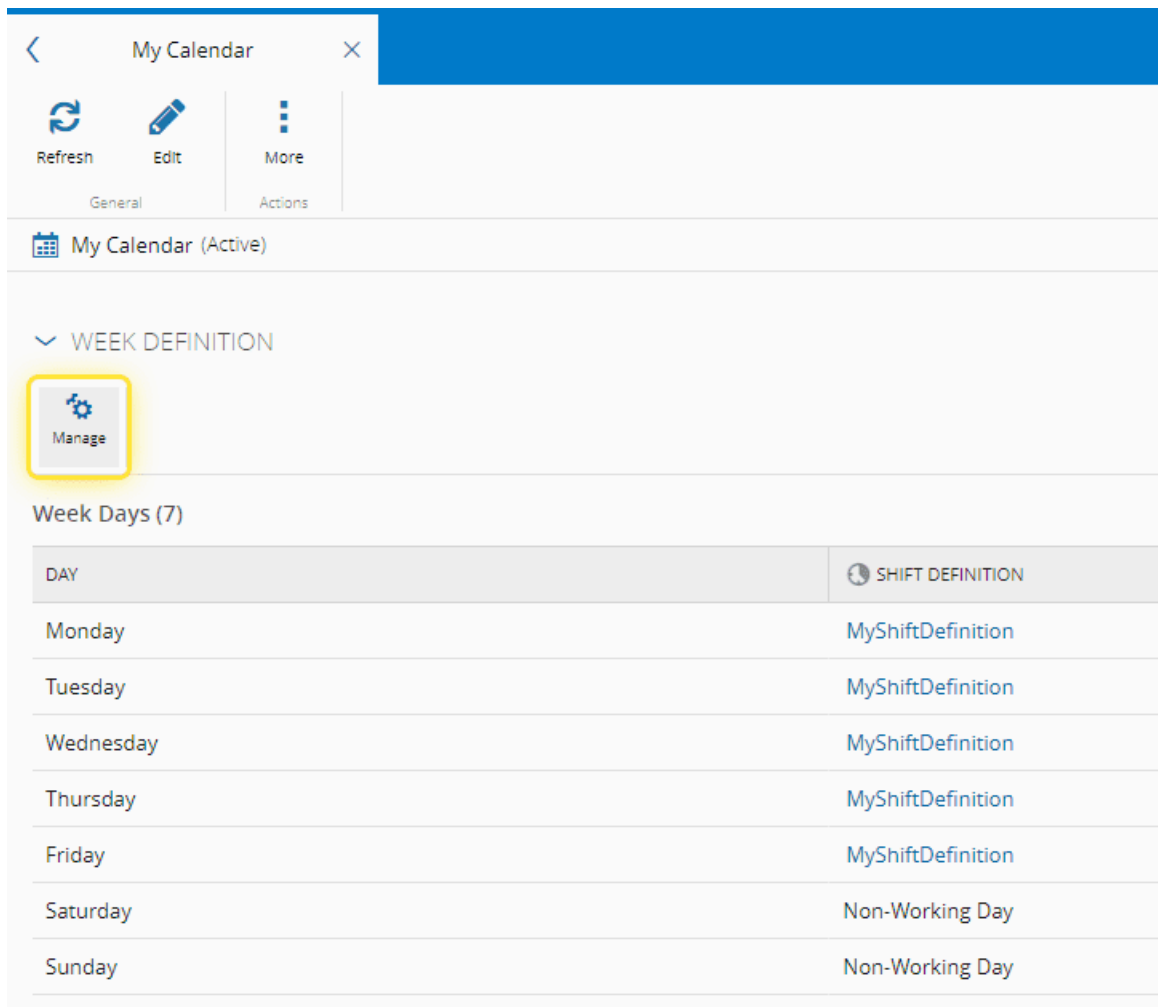 My Calendar
Refresh Edit More
General Actions
My Calendar (Active)
WEEK DEFINITION
Manage
Week Days (7)
DAY SHIFT DEFINITION
Monday MyShiftDefinition
Tuesday MyShiftDefinition
Wednesday MyShiftDefinition
Thursday MyShiftDefinition
Friday MyShiftDefinition
Saturday Non-Working Day
Sunday Non-Working Day